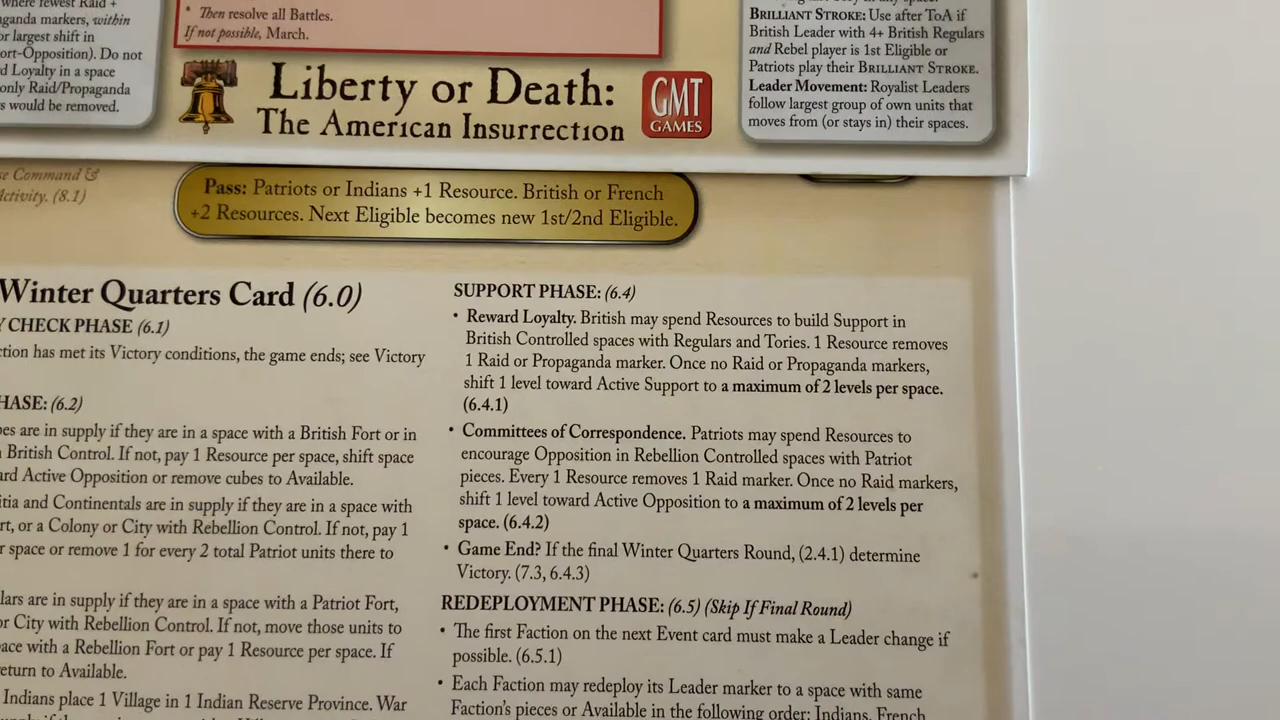 where fewest Raid +
aganda markers, within
or largest shift in
ort-Opposition). Do not
d Loyalty in a space
only Raid/Propaganda
s would be removed.
• Then resolve all Battles.
If not possible, March.
Liberty or Death:
The American Insurrection
GMT
GAMES
BRILLIANT STROKE: Use after ToA if
British Leader with 4+ British Regulars
and Rebel player is 1st Eligible or
Patriots play their BRILLIANT STROKE.
Leader Movement: Royalist Leaders
follow largest group of own units that
moves from (or stays in) their spaces.
se Command &
Activity. (8.1)
Pass: Patriots or Indians +1 Resource. British or French
+2 Resources. Next Eligible becomes new 1st/2nd Eligible.
Winter Quarters Card (6.0)
Y CHECK PHASE (6.1)
ction has met its Victory conditions, the game ends; see Victory
HASE: (6.2)
bes are in supply if they are in a space with a British Fort or in
British Control. If not, pay 1 Resource per space, shift space
ard Active Opposition or remove cubes to Available.
itia and Continentals are in supply if they are in a space with
rt, or a Colony or City with Rebellion Control. If not, pay 1
r space or remove 1 for every 2 total Patriot units there to
lars are in supply if they are in a space with a Patriot Fort,
or City with Rebellion Control. If not, move those units to
ace with a Rebellion Fort or pay 1 Resource per space. If
eturn to Available.
Indians place 1 Village in 1 Indian Reserve Province. War
SUPPORT PHASE: (6.4)
• Reward Loyalty. British may spend Resources to build Support in
British Controlled spaces with Regulars and Tories. 1 Resource removes
1 Raid or Propaganda marker. Once no Raid or Propaganda markers,
shift 1 level toward Active Support to a maximum of 2 levels per space.
(6.4.1)
• Committees of Correspondence. Patriots may spend Resources to
encourage Opposition in Rebellion Controlled spaces with Patriot
pieces. Every 1 Resource removes 1 Raid marker. Once no Raid markers,
shift 1 level toward Active Opposition to a maximum of 2 levels per
space. (6.4.2)
• Game End? If the final Winter Quarters Round, (2.4.1) determine
Victory. (7.3, 6.4.3)
REDEPLOYMENT PHASE: (6.5) (Skip If Final Round)
• The first Faction on the next Event card must make a Leader change if
possible. (6.5.1)
• Each Faction may redeploy its Leader marker to a space with same
Faction's pieces or Available in the following order: Indians, French